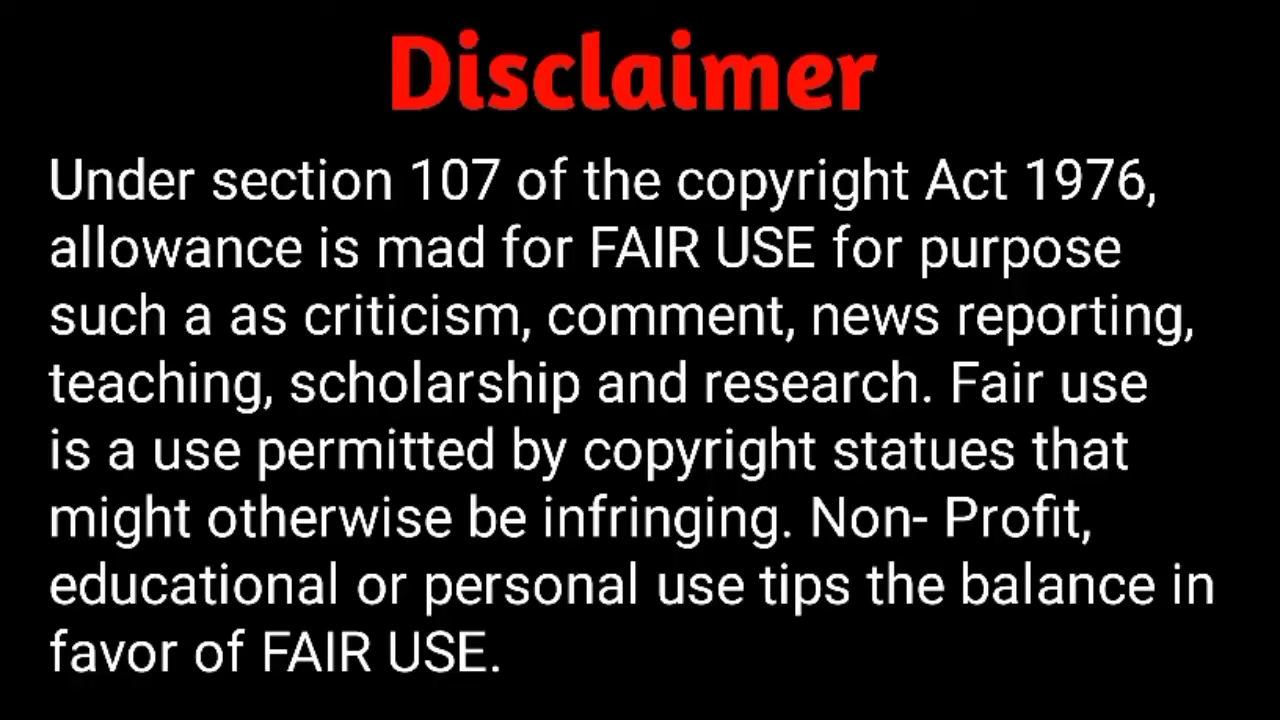 Disclaimer
Under section 107 of the copyright Act 1976,
allowance is mad for FAIR USE for purpose
such a as criticism, comment, news reporting,
teaching, scholarship and research. Fair use
is a use permitted by copyright statues that
might otherwise be infringing. Non- Profit,
educational or personal use tips the balance in
favor of FAIR USE.